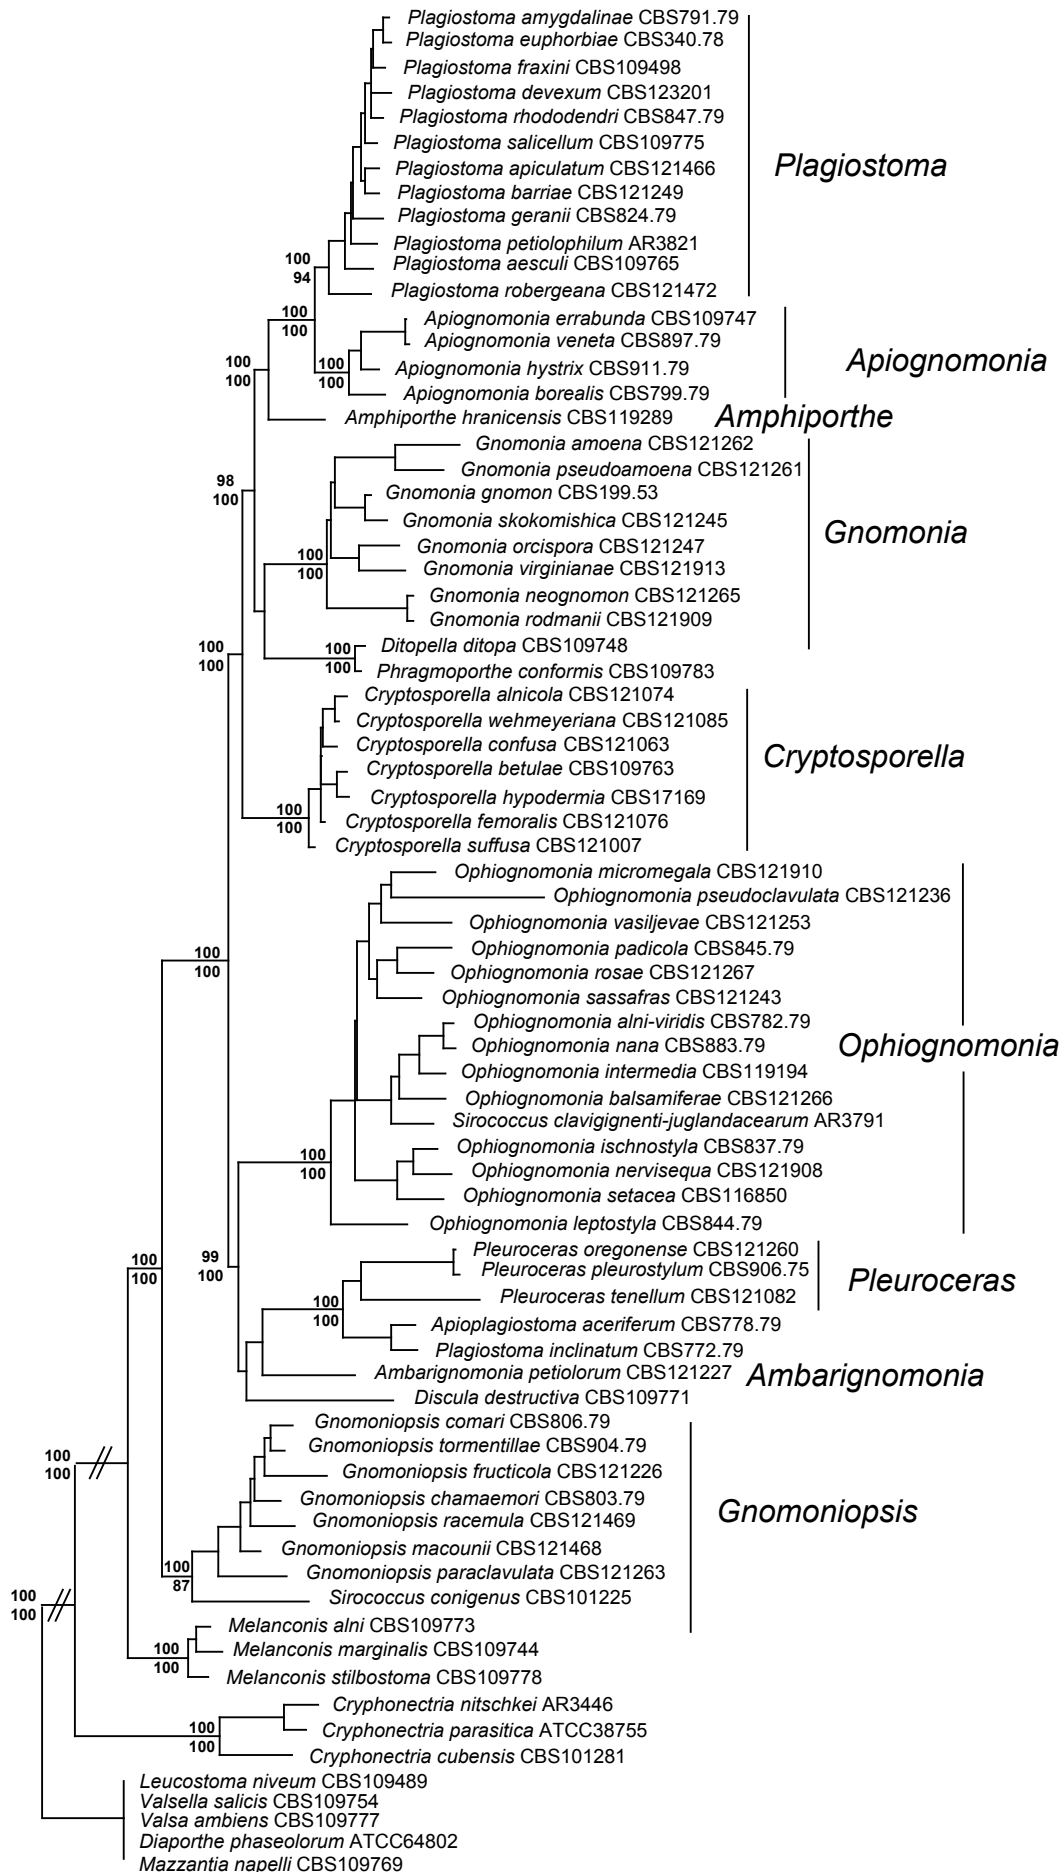 Plagiostoma amygdalinae CBS791.79
Plagiostoma euphorbiae CBS340.78
Plagiostoma fraxini CBS109498
Plagiostoma devexum CBS123201
Plagiostoma rhododendri CBS847.79
Plagiostoma salicellum CBS109775
Plagiostoma apiculatum CBS121466
Plagiostoma
Plagiostoma barriae CBS121249
Plagiostoma geranii CBS824.79
Plagiostoma petiolophilum AR3821
100
Plagiostoma aesculi CBS109765
94
Plagiostoma robergeana CBS121472
100
Apiognomonia errabunda CBS109747
100
Apiognomonia veneta CBS897.79
100
100
Apiognomonia hystrix CBS911.79
Apiognomonia
100
100
Apiognomonia borealis CBS799.79
Amphiporthe hranicensis CBS119289
Amphiporthe
Gnomonia amoena CBS121262
Gnomonia pseudoamoena CBS121261
98
100
Gnomonia gnomon CBS199.53
Gnomonia skokomishica CBS121245
Gnomonia
Gnomonia orcispora CBS121247
100
100
Gnomonia virginianae CBS121913
Gnomonia neognomon CBS121265
Gnomonia rodmanii CBS121909
100
100
Ditopella ditopa CBS109748
100
100
Phragmoporthe conformis CBS109783
Cryptosporella alnicola CBS121074
Cryptosporella wehmeyeriana CBS121085
Cryptosporella confusa CBS121063
Cryptosporella
Cryptosporella betulae CBS109763
Cryptosporella hypodermia CBS17169
100
100
Cryptosporella femoralis CBS121076
Cryptosporella suffusa CBS121007
Ophiognomonia micromegala CBS121910
Ophiognomonia pseudoclavulata CBS121236
Ophiognomonia vasiljevae CBS121253
Ophiognomonia padicola CBS845.79
100
100
Ophiognomonia rosae CBS121267
Ophiognomonia sassafras CBS121243
Ophiognomonia alni-viridis CBS782.79
Ophiognomonia nana CBS883.79
Ophiognomonia
Ophiognomonia intermedia CBS119194
Ophiognomonia balsamiferae CBS121266
Sirococcus clavigignenti-juglandacearum AR3791
Ophiognomonia ischnostyla CBS837.79
100
100
Ophiognomonia nervisequa CBS121908
Ophiognomonia setacea CBS116850
Ophiognomonia leptostyla CBS844.79
Pleuroceras oregonense CBS121260
99
100
100
100
Pleuroceras pleurostylum CBS906.75
Pleuroceras
Pleuroceras tenellum CBS121082
100
100
Apioplagiostoma aceriferum CBS778.79
Plagiostoma inclinatum CBS772.79
Ambarignomonia petiolorum CBS121227
Ambarignomonia
Discula destructiva CBS109771
Gnomoniopsis comari CBS806.79
Gnomoniopsis tormentillae CBS904.79
100
100
Gnomoniopsis fructicola CBS121226
Gnomoniopsis chamaemori CBS803.79
Gnomoniopsis
Gnomoniopsis racemula CBS121469
Gnomoniopsis macounii CBS121468
100
87
Gnomoniopsis paraclavulata CBS121263
100
100
Sirococcus conigenus CBS101225
Melanconis alni CBS109773
100
100
Melanconis marginalis CBS109744
Melanconis stilbostoma CBS109778
Cryphonectria nitschkei AR3446
100
100
Cryphonectria parasitica ATCC38755
Cryphonectria cubensis CBS101281
Leucostoma niveum CBS109489
Valsella salicis CBS109754
Valsa ambiens CBS109777
Diaporthe phaseolorum ATCC64802
Mazzantia napelli CBS109769